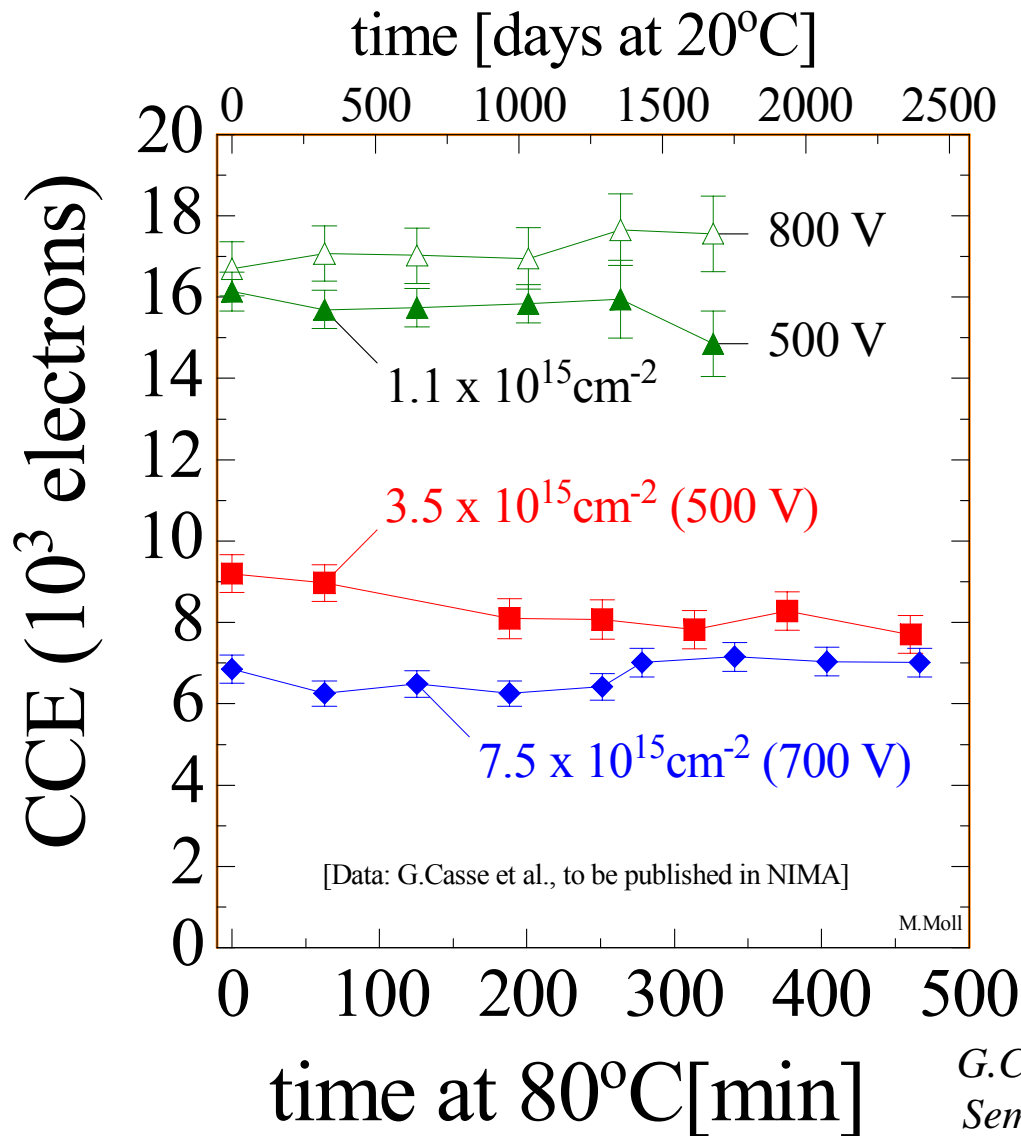 time [days at 20°C]
0 500 1000 1500 2000 2500
CCE (10³ electrons)
20
18
16
14
12
10
8
6
4
2
0
800 V
500 V
1.1 x 10¹⁵cm⁻²
3.5 x 10¹⁵cm⁻² (500 V)
7.5 x 10¹⁵cm⁻² (700 V)
[Data: G.Casse et al., to be published in NIMA]
M.Moll
0 100 200 300 400 500
time at 80°C[min]
G.C
Sem